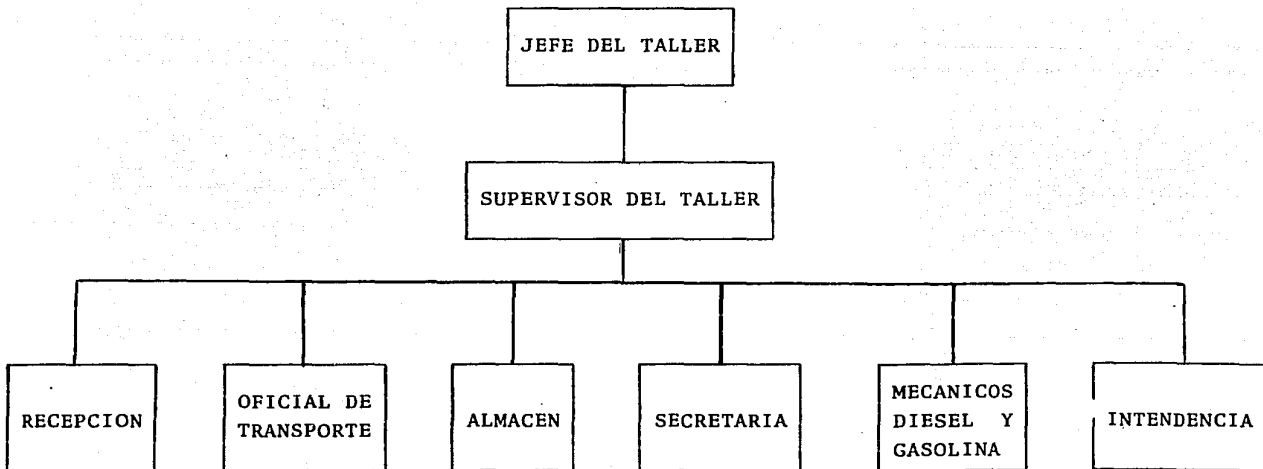 JEFE DEL TALLER
SUPERVISOR DEL TALLER
RECEPCION
OFICIAL DE
TRANSPORTE
ALMACEN
SECRETARIA
MECANICOS
DIESEL Y
GASOLINA
INTENDENCIA